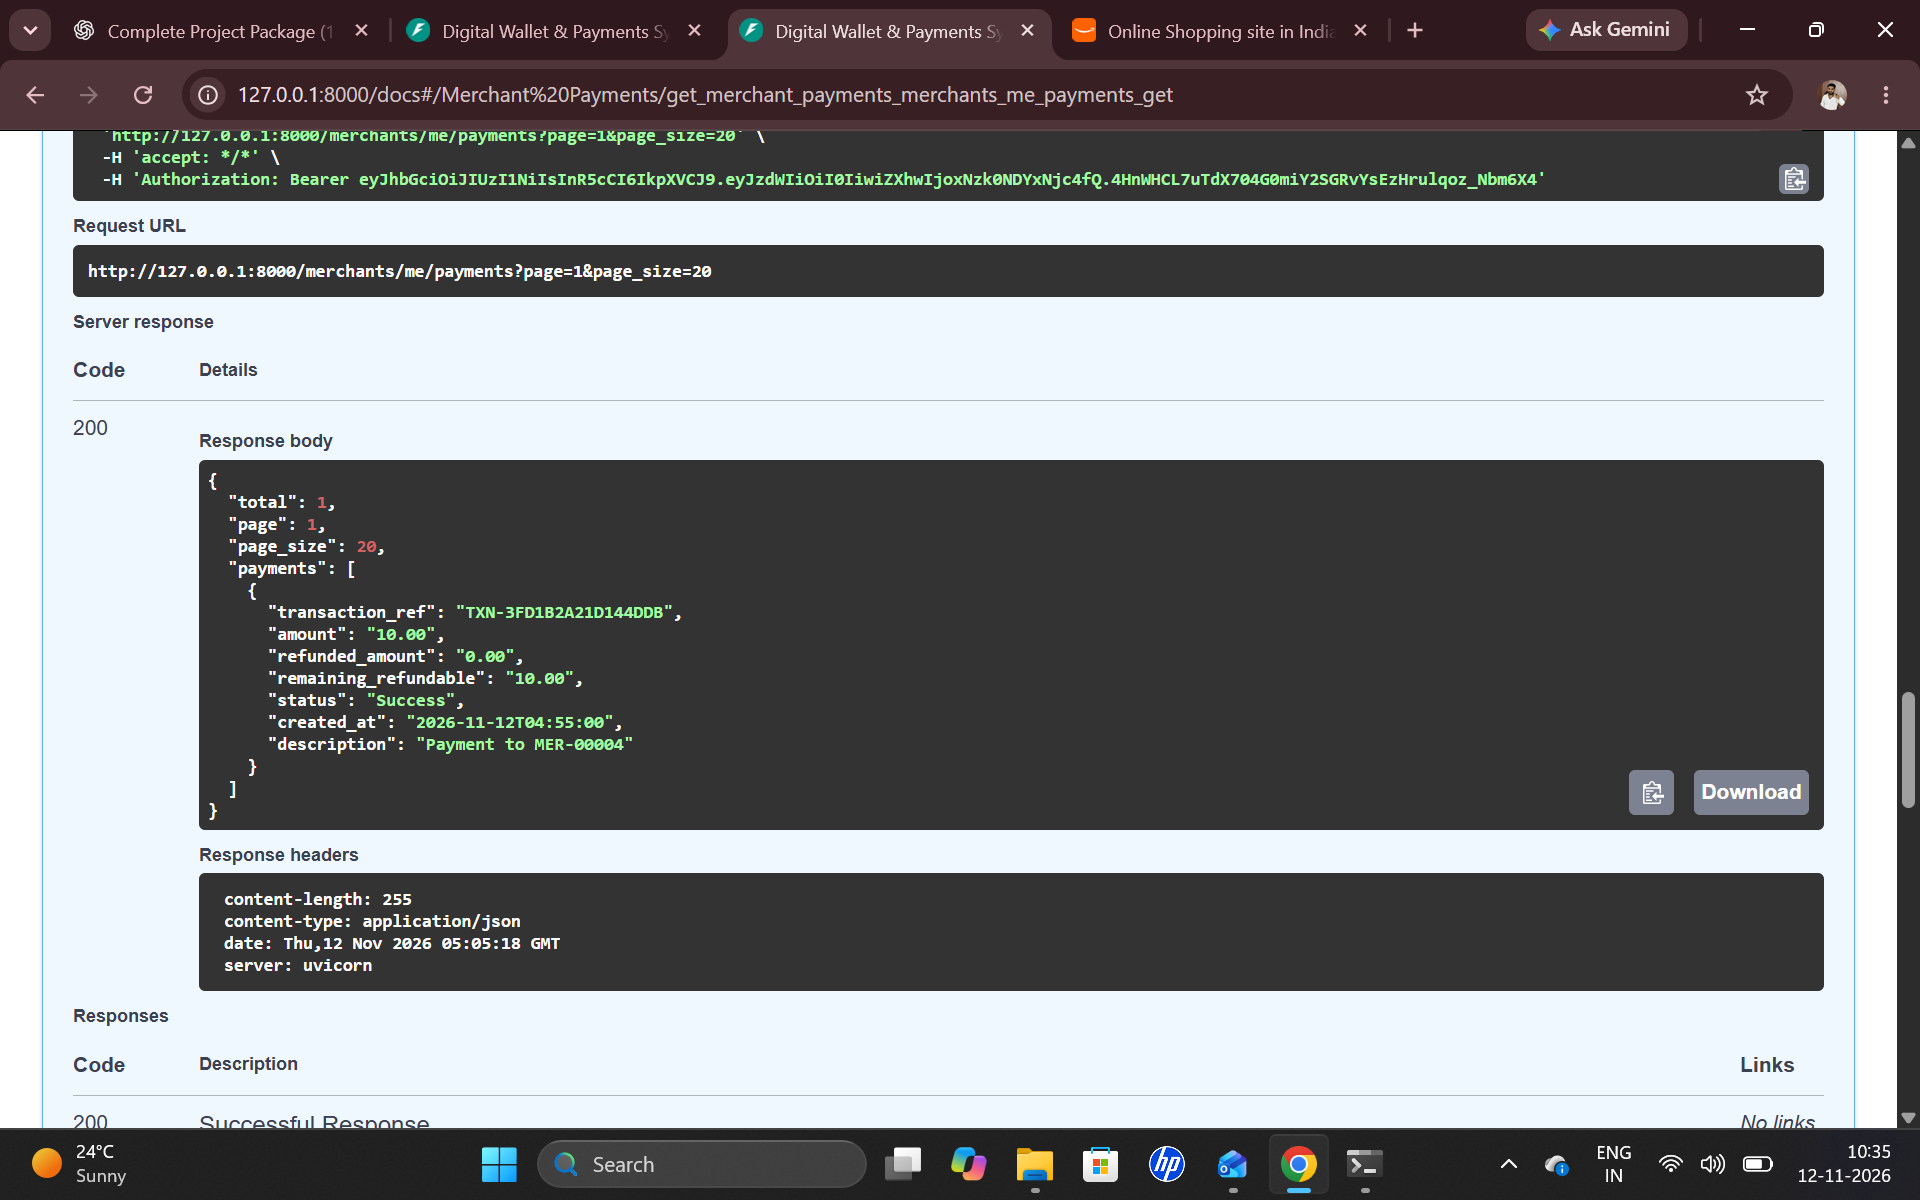 Complete Project Package (1
Digital Wallet & Payments Sy
Digital Wallet & Payments Sy
Online Shopping site in India
Ask Gemini
127.0.0.1:8000/docs#/Merchant%20Payments/get_merchant_payments_merchants_me_payments_get
'http://127.0.0.1:8000/merchants/me/payments?page=1&page_size=20' \
-H 'accept: */*' \
-H 'Authorization: Bearer eyJhbGciOiJIUzI1NiIsInR5cCI6IkpXVCJ9.eyJzdWIiOiI0IiwiZXhwIjoxNzk0NDYxNjc4fQ.4HnWHCL7uTdX704G0miY2SGRvYsEzHrulqoz_Nbm6X4'
Request URL
http://127.0.0.1:8000/merchants/me/payments?page=1&page_size=20
Server response
Code Details
200
Response body
{
"total": 1,
"page": 1,
"page_size": 20,
"payments": [
{
"transaction_ref": "TXN-3FD1B2A21D144DDB",
"amount": "10.00",
"refunded_amount": "0.00",
"remaining_refundable": "10.00",
"status": "Success",
"created_at": "2026-11-12T04:55:00",
"description": "Payment to MER-00004"
}
]
}
Download
Response headers
content-length: 255
content-type: application/json
date: Thu,12 Nov 2026 05:05:18 GMT
server: uvicorn
Responses
Code Description Links
200 Successful Response No links
24°C
Sunny
Search
hp
ENG
IN
10:35
12-11-2026